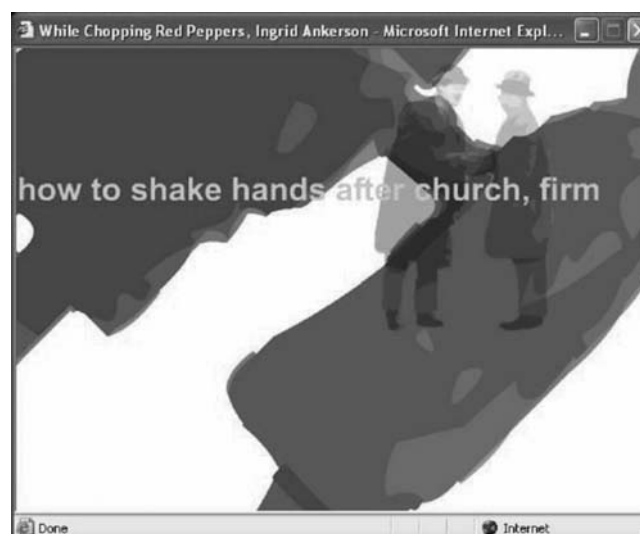 While Chopping Red Peppers, Ingrid Ankerson - Microsoft Internet Expl...
how to shake hands after church, firm
Done
Internet